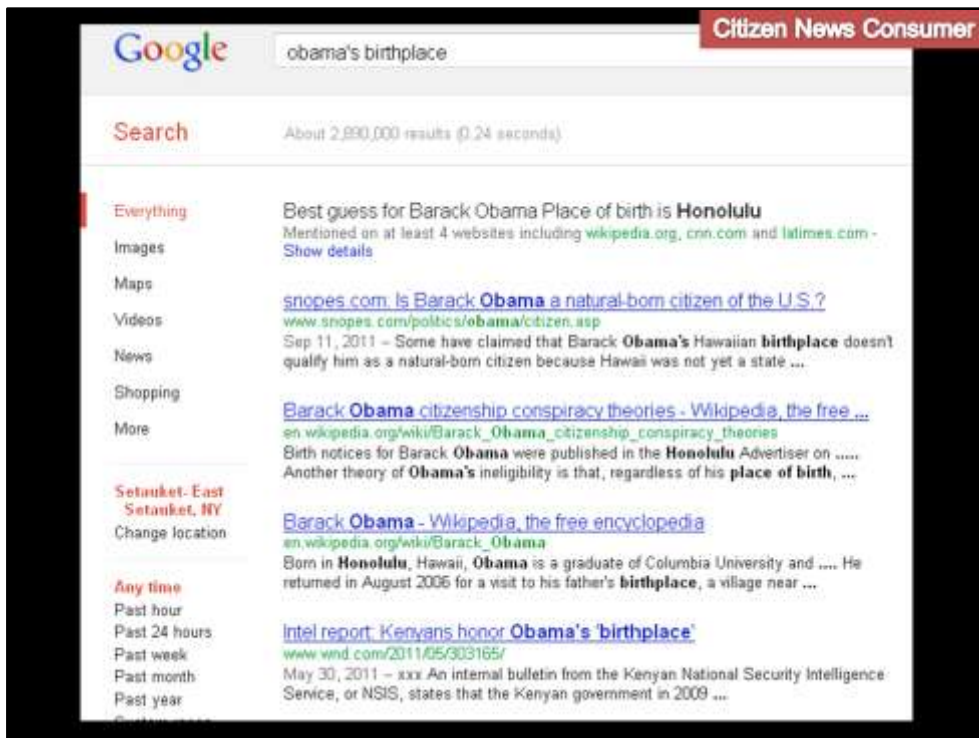 Citizen News Consumer
Google
obama's birthplace
Search
About 2,890,000 results (0.24 seconds)
Everything
Images
Maps
Videos
News
Shopping
More
Setauket- East
Setauket, NY
Change location
Any time
Past hour
Past 24 hours
Past week
Past month
Past year
Best guess for Barack Obama Place of birth is Honolulu
Mentioned on at least 4 websites including wikipedia.org, cnn.com and latimes.com -
Show details
snopes.com: Is Barack Obama a natural-born citizen of the U.S.?
www.snopes.com/politics/obama/citizen.asp
Sep 11, 2011 – Some have claimed that Barack Obama's Hawaiian birthplace doesn't
qualify him as a natural-born citizen because Hawaii was not yet a state ...
Barack Obama citizenship conspiracy theories - Wikipedia, the free ...
en.wikipedia.org/wiki/Barack_Obama_citizenship_conspiracy_theories
Birth notices for Barack Obama were published in the Honolulu Advertiser on .....
Another theory of Obama's ineligibility is that, regardless of his place of birth, ...
Barack Obama - Wikipedia, the free encyclopedia
en.wikipedia.org/wiki/Barack_Obama
Born in Honolulu, Hawaii, Obama is a graduate of Columbia University and .... He
returned in August 2006 for a visit to his father's birthplace, a village near ...
Intel report: Kenyans honor Obama's 'birthplace'
www.wnd.com/2011/05/303165/
May 30, 2011 – xxx An internal bulletin from the Kenyan National Security Intelligence
Service, or NSIS, states that the Kenyan government in 2009 ...